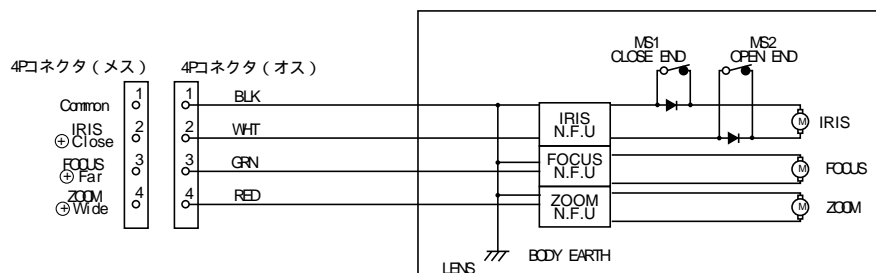 MS1
CLOSE END
MS2
OPEN END
4Pコネクタ（メス）
4Pコネクタ（オス）
Common
1
1
BLK
IRIS
⊕Close
2
2
WHT
FOCUS
⊕Far
3
3
GRN
ZOOM
⊕Wide
4
4
RED
IRIS
N.F.U
FOCUS
N.F.U
ZOOM
N.F.U
M
IRIS
M
FOCUS
M
ZOOM
BODY EARTH
LENS